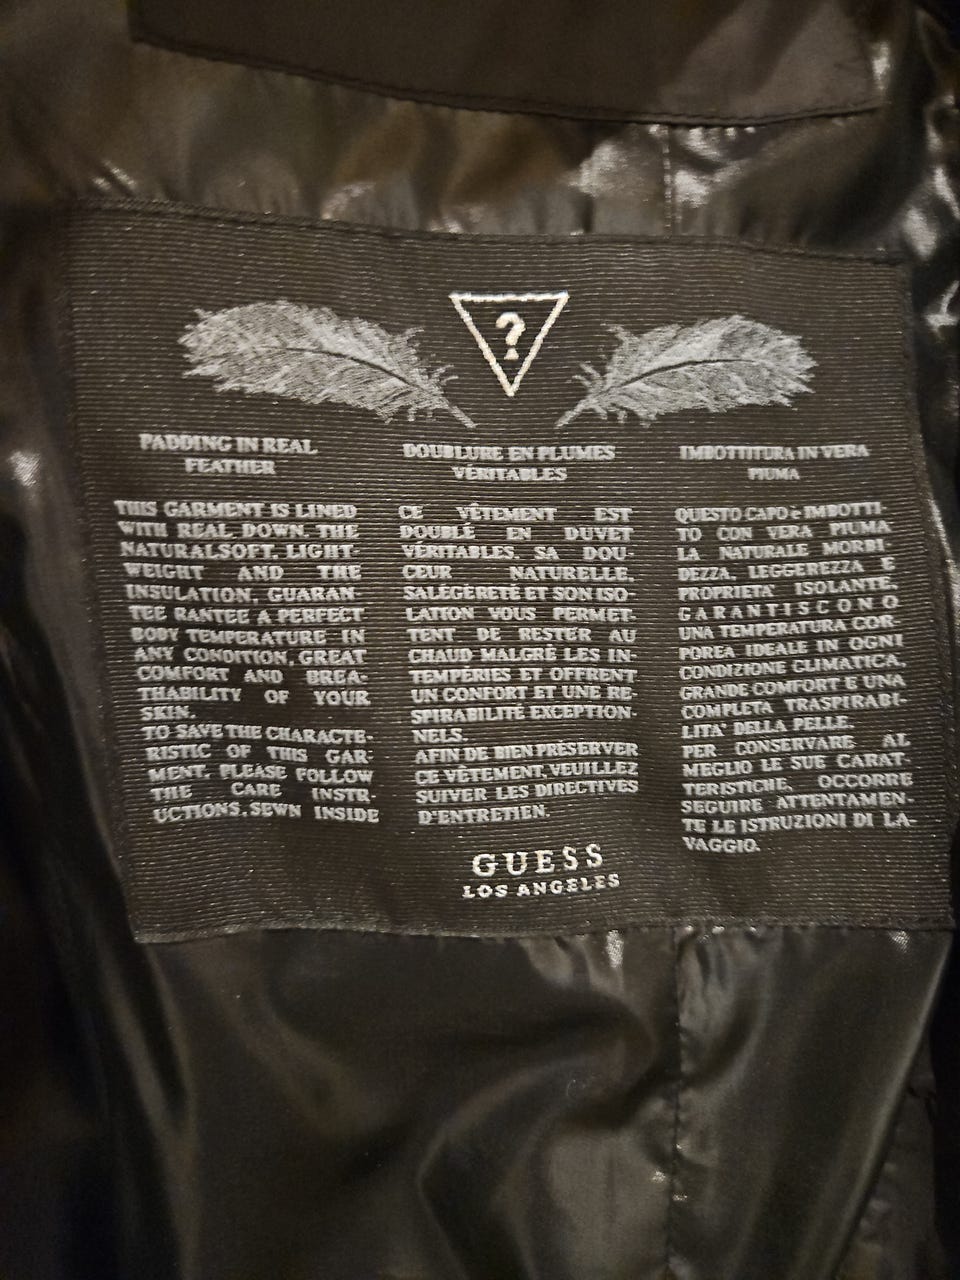 ?
PADDING IN REAL
FEATHER
THIS GARMENT IS LINED
WITH REAL DOWN. THE
NATURALSOFT, LIGHT-
WEIGHT AND THE
INSULATION, GUARAN-
TEE RANTEE A PERFECT
BODY TEMPERATURE IN
ANY CONDITION, GREAT
COMFORT AND BREA-
THABILITY OF YOUR
SKIN.
TO SAVE THE CHARACTE-
RISTIC OF THIS GAR-
MENT, PLEASE FOLLOW
THE CARE INSTR-
UCTIONS, SEWN INSIDE
DOUBLURE EN PLUMES
VÉRITABLES
CE VÊTEMENT EST
DOUBLÉ EN DUVET
VÉRITABLES. SA DOU-
CEUR NATURELLE,
SALÉGÈRETÉ ET SON ISO-
LATION VOUS PERMET-
TENT DE RESTER AU
CHAUD MALGRÉ LES IN-
TEMPÉRIES ET OFFRENT
UN CONFORT ET UNE RE-
SPIRABILITÉ EXCEPTION-
NELS.
AFIN DE BIEN PRÉSERVER
CE VÊTEMENT, VEUILLEZ
SUIVER LES DIRECTIVES
D'ENTRETIEN.
IMBOTTITURA IN VERA
PIUMA
QUESTO CAPO è IMBOTTI-
TO CON VERA PIUMA
LA NATURALE MORBI
DEZZA, LEGGEREZZA E
PROPRIETA' ISOLANTE,
GARANTISCONO
UNA TEMPERATURA COR-
POREA IDEALE IN OGNI
CONDIZIONE CLIMATICA,
GRANDE COMFORT E UNA
COMPLETA TRASPIRABI-
LITA' DELLA PELLE.
PER CONSERVARE AL
MEGLIO LE SUE CARAT-
TERISTICHE, OCCORRE
SEGUIRE ATTENTAMEN-
TE LE ISTRUZIONI DI LA-
VAGGIO.
GUESS
LOS ANGELES